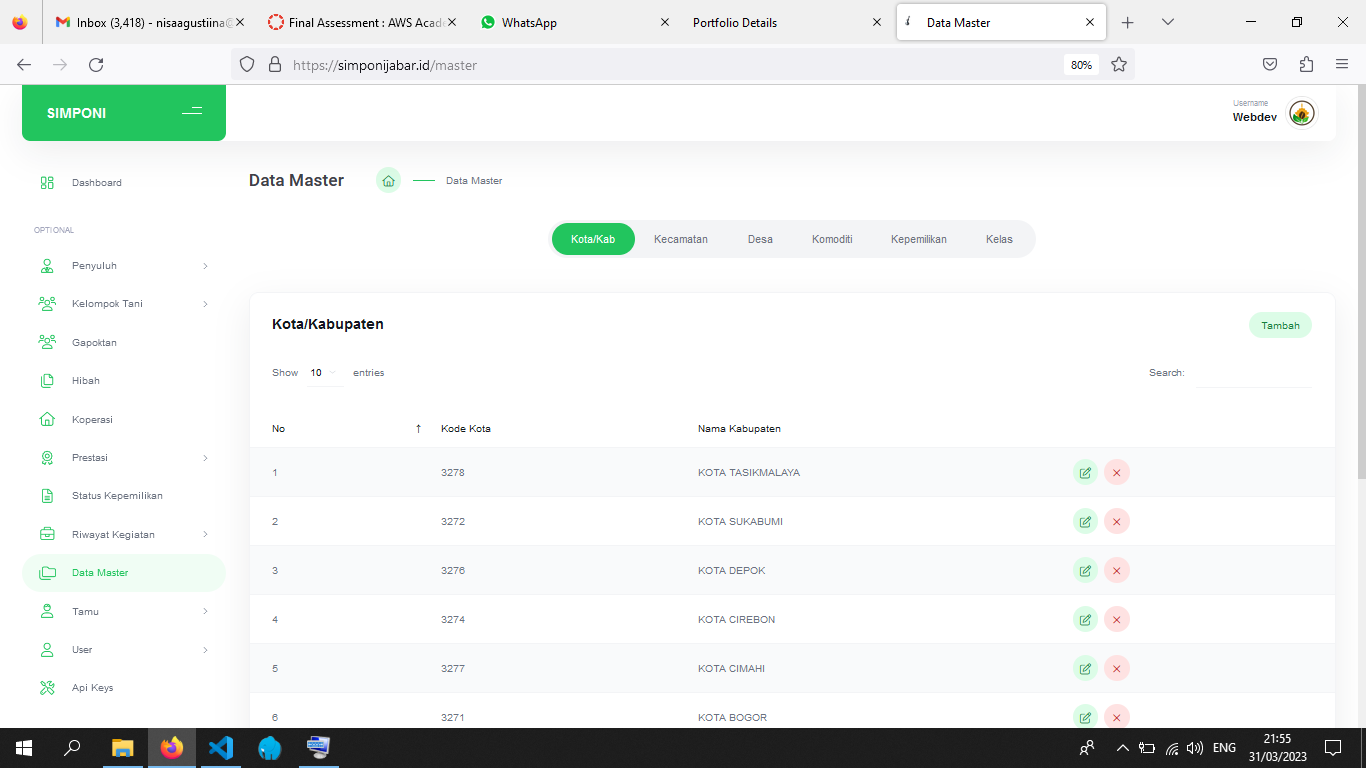 Inbox (3,418) - nisaagustiina@
Final Assessment : AWS Acade
WhatsApp
Portfolio Details
Data Master
https://simponijabar.id/master
80%
SIMPONI
Username
Webdev
Dashboard
OPTIONAL
Penyuluh
Kelompok Tani
Gapoktan
Hibah
Koperasi
Prestasi
Status Kepemilikan
Riwayat Kegiatan
Data Master
Tamu
User
Api Keys
Data Master
Data Master
Kota/Kab
Kecamatan
Desa
Komoditi
Kepemilikan
Kelas
Kota/Kabupaten
Tambah
Show 10 entries
Search:
No Kode Kota Nama Kabupaten
1 3278 KOTA TASIKMALAYA
2 3272 KOTA SUKABUMI
3 3276 KOTA DEPOK
4 3274 KOTA CIREBON
5 3277 KOTA CIMAHI
6 3271 KOTA BOGOR
ENG
21:55
31/03/2023